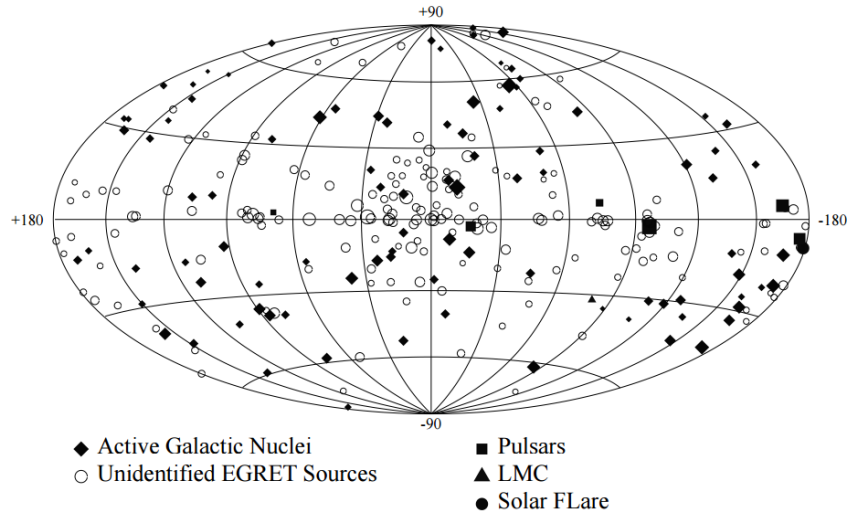 +90
+180
-180
-90
Active Galactic Nuclei
Unidentified EGRET Sources
Pulsars
LMC
Solar FLare